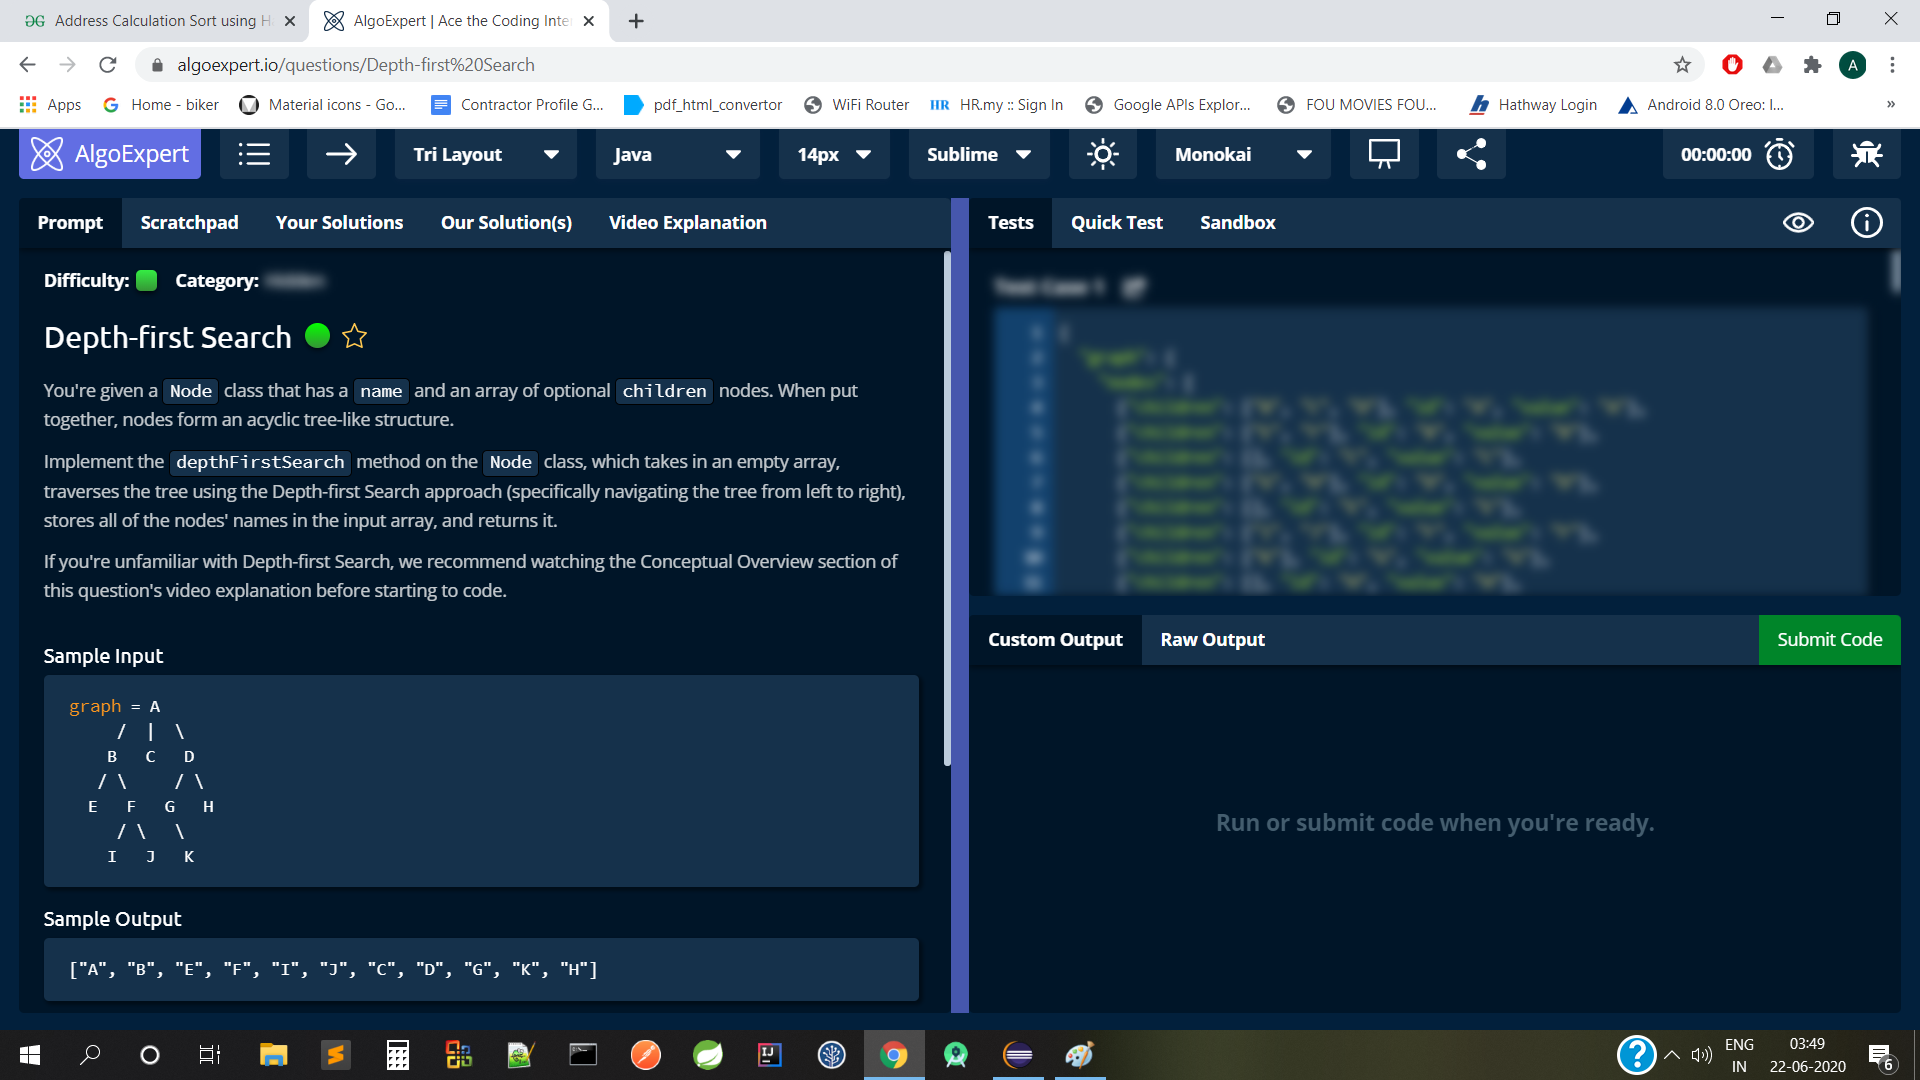 Address Calculation Sort using H
AlgoExpert | Ace the Coding Inte
algoexpert.io/questions/Depth-first%20Search
A
Apps
Home - biker
Material icons - Go...
Contractor Profile G...
pdf_html_convertor
WiFi Router
HR HR.my :: Sign In
Google APIs Explor...
FOU MOVIES FOU...
Hathway Login
Android 8.0 Oreo: I...
»
AlgoExpert
Tri Layout
Java
14px
Sublime
Monokai
00:00:00
Prompt
Scratchpad
Your Solutions
Our Solution(s)
Video Explanation
Tests
Quick Test
Sandbox
Difficulty:
Category:
Depth-first Search
You're given a Node class that has a name and an array of optional children nodes. When put
together, nodes form an acyclic tree-like structure.
Implement the depthFirstSearch method on the Node class, which takes in an empty array,
traverses the tree using the Depth-first Search approach (specifically navigating the tree from left to right),
stores all of the nodes' names in the input array, and returns it.
If you're unfamiliar with Depth-first Search, we recommend watching the Conceptual Overview section of
this question's video explanation before starting to code.
Sample Input
graph = A
/ | \
B C D
/ \ / \
E F G H
/ \ \
I J K
Sample Output
["A", "B", "E", "F", "I", "J", "C", "D", "G", "K", "H"]
Custom Output
Raw Output
Submit Code
Run or submit code when you're ready.
ENG
IN
03:49
22-06-2020
6